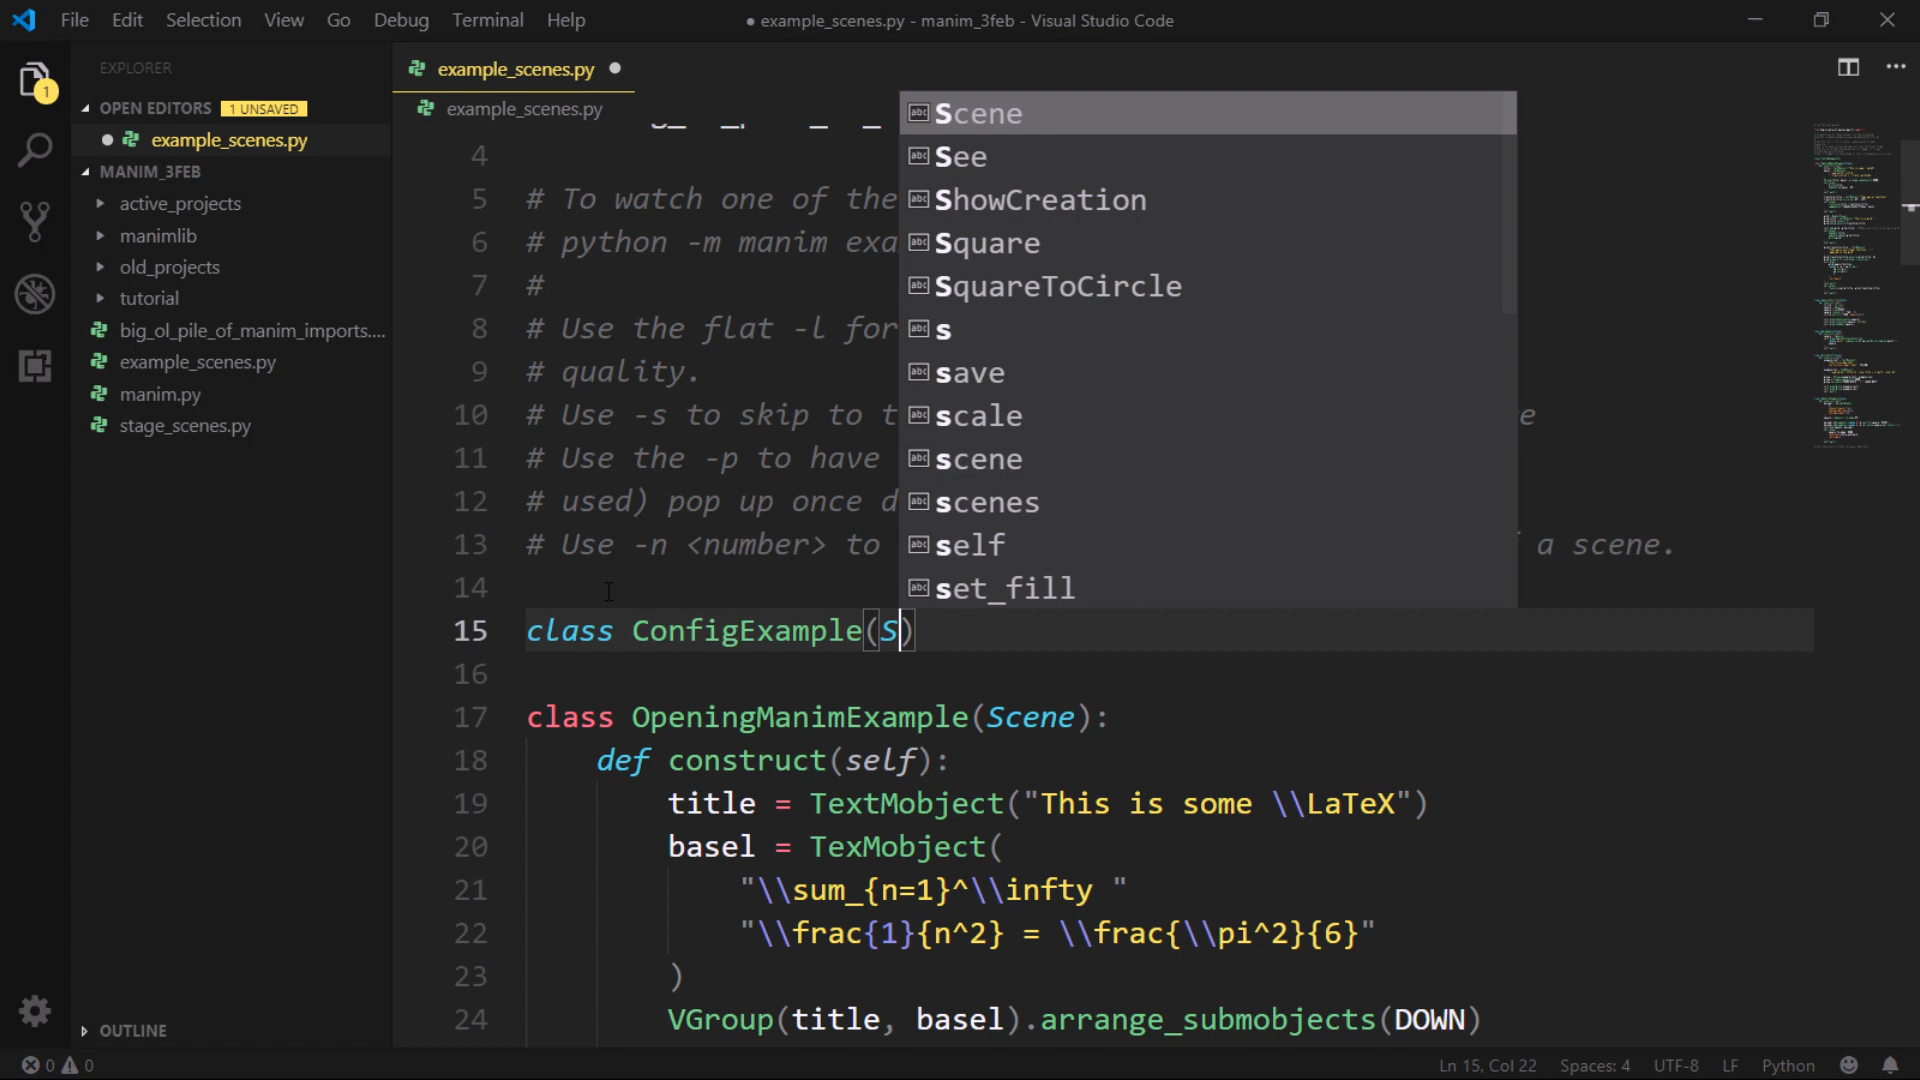 File Edit Selection View Go Debug Terminal Help
● example_scenes.py - manim_3feb - Visual Studio Code
EXPLORER
OPEN EDITORS 1 UNSAVED
example_scenes.py
MANIM_3FEB
active_projects
manimlib
old_projects
tutorial
big_ol_pile_of_manim_imports....
example_scenes.py
manim.py
stage_scenes.py
OUTLINE
1
example_scenes.py
example_scenes.py
4
5 # To watch one of the
6 # python -m manim exa
7 #
8 # Use the flat -l for
9 # quality.
10 # Use -s to skip to t
11 # Use the -p to have
12 # used) pop up once d
13 # Use -n <number> to f a scene.
14
15 class ConfigExample(S)
16
17 class OpeningManimExample(Scene):
18 def construct(self):
19 title = TextMobject("This is some \\LaTeX")
20 basel = TexMobject(
21 "\\sum_{n=1}^\\infty "
22 "\\frac{1}{n^2} = \\frac{\\pi^2}{6}"
23 )
24 VGroup(title, basel).arrange_submobjects(DOWN)
abc Scene
abc See
abc ShowCreation
abc Square
abc SquareToCircle
abc s
abc save
abc scale
abc scene
abc scenes
abc self
abc set_fill
0 0
Ln 15, Col 22 Spaces: 4 UTF-8 LF Python